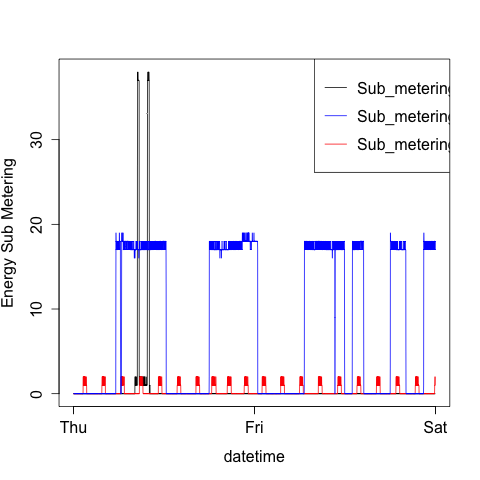 Sub_metering
Sub_metering
Sub_metering
Energy Sub Metering
0
10
20
30
Thu
Fri
Sat
datetime